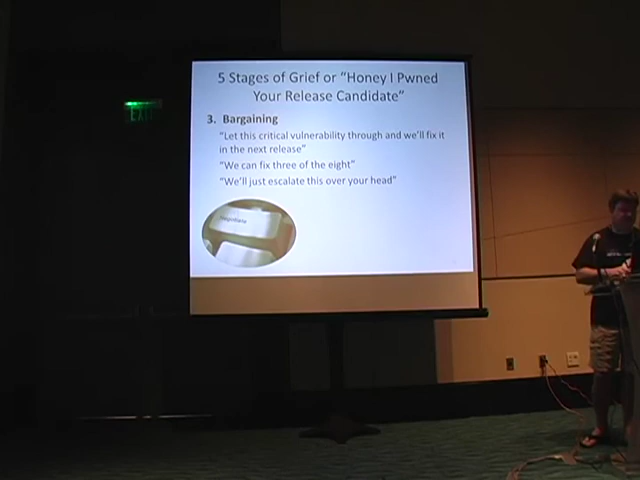 5 Stages of Grief or “Honey I Pwned
Your Release Candidate”
3. Bargaining
“Let this critical vulnerability through and we’ll fix it
in the next release”
“We can fix three of the eight”
“We’ll just escalate this over your head”
negotiate
EXIT